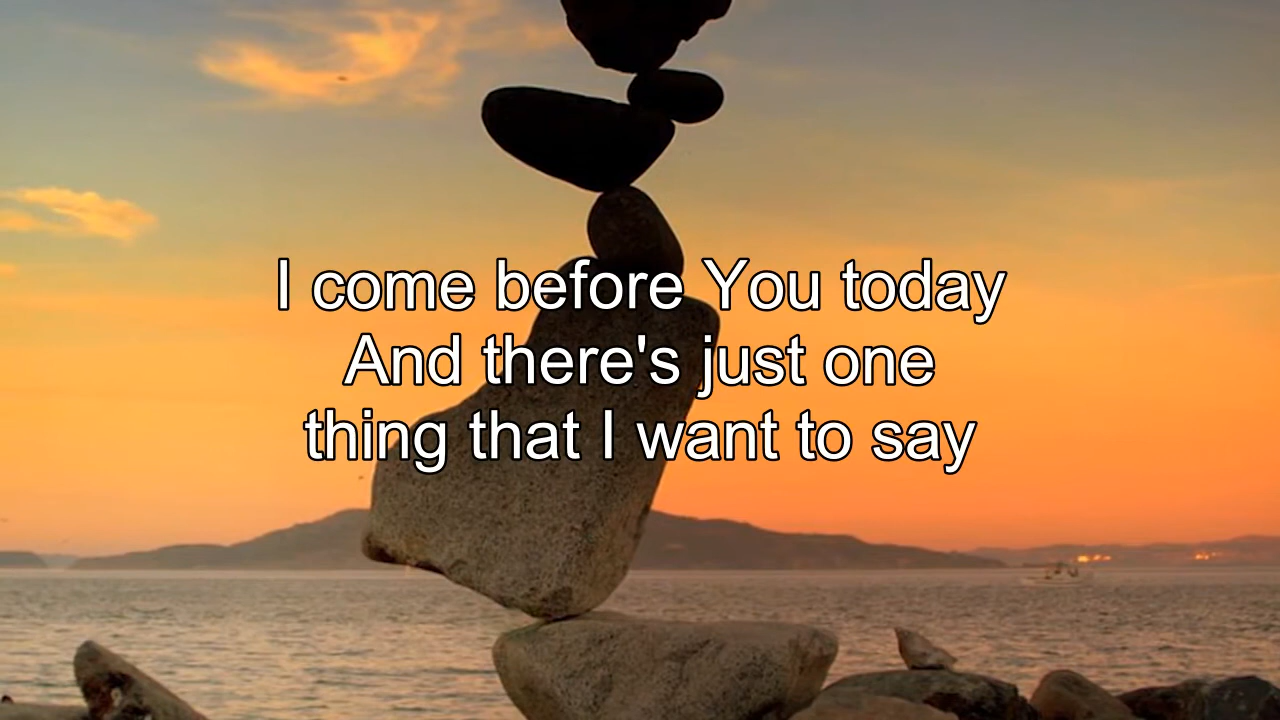 I come before You today
And there's just one
thing that I want to say